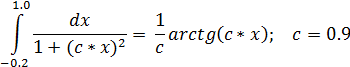 ∫_{-0.2}^{1.0} dx / (1 + (c * x)²) = (1/c) arctg(c * x);   c = 0.9